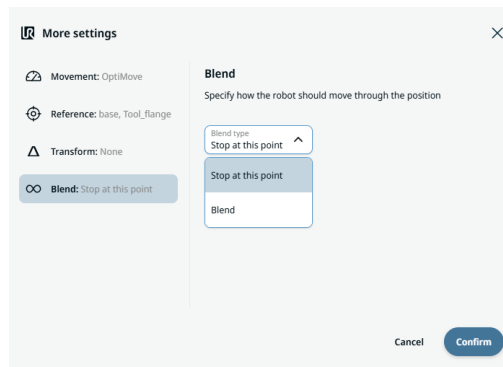 More settings
Movement: OptiMove
Reference: base, Tool_flange
Transform: None
Blend: Stop at this point
Blend
Specify how the robot should move through the position
Blend type
Stop at this point
Stop at this point
Blend
Cancel
Confirm